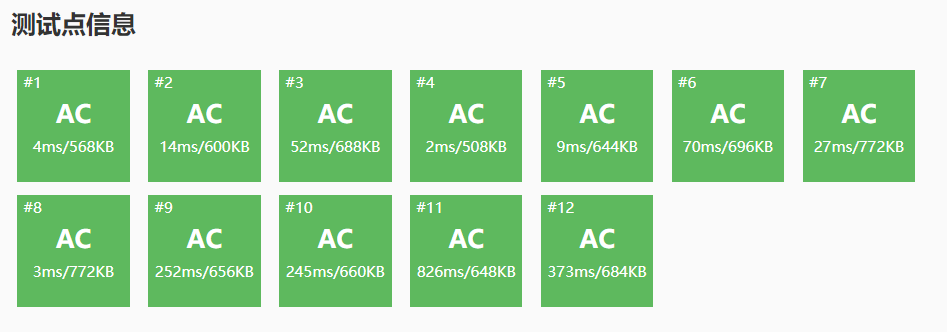 测试点信息
#1
AC
4ms/568KB
#2
AC
14ms/600KB
#3
AC
52ms/688KB
#4
AC
2ms/508KB
#5
AC
9ms/644KB
#6
AC
70ms/696KB
#7
AC
27ms/772KB
#8
AC
3ms/772KB
#9
AC
252ms/656KB
#10
AC
245ms/660KB
#11
AC
826ms/648KB
#12
AC
373ms/684KB